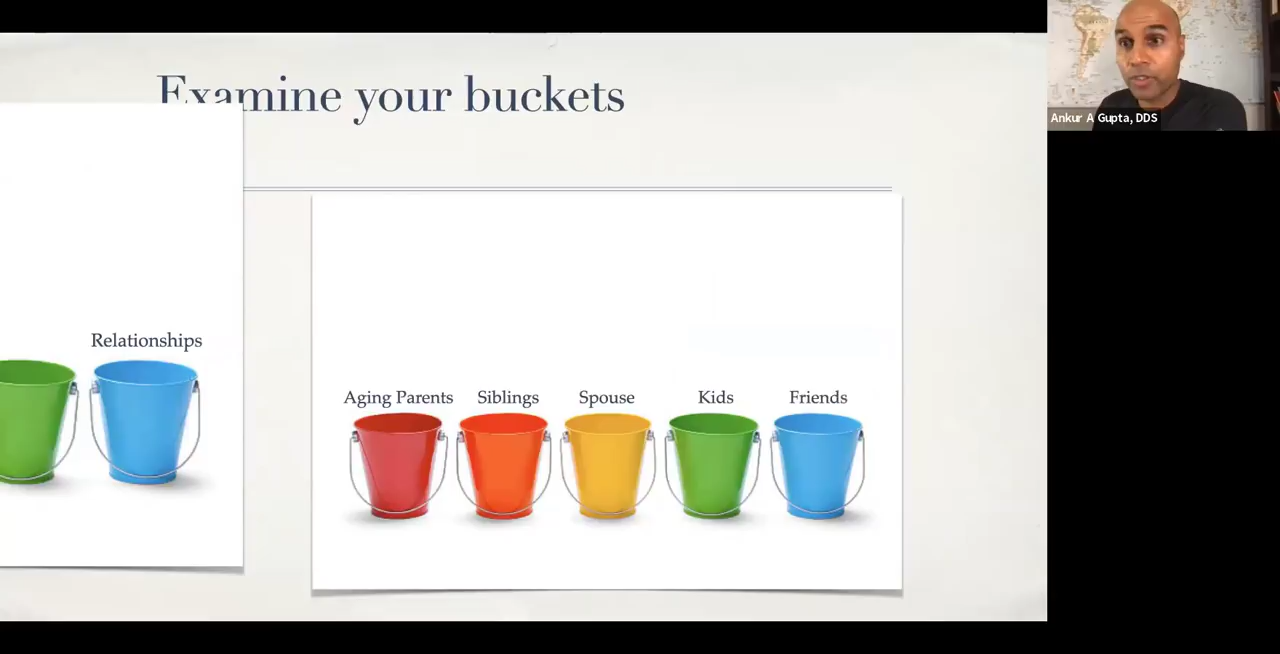 Examine your buckets
Ankur A Gupta, DDS
Relationships
Aging Parents Siblings Spouse Kids Friends